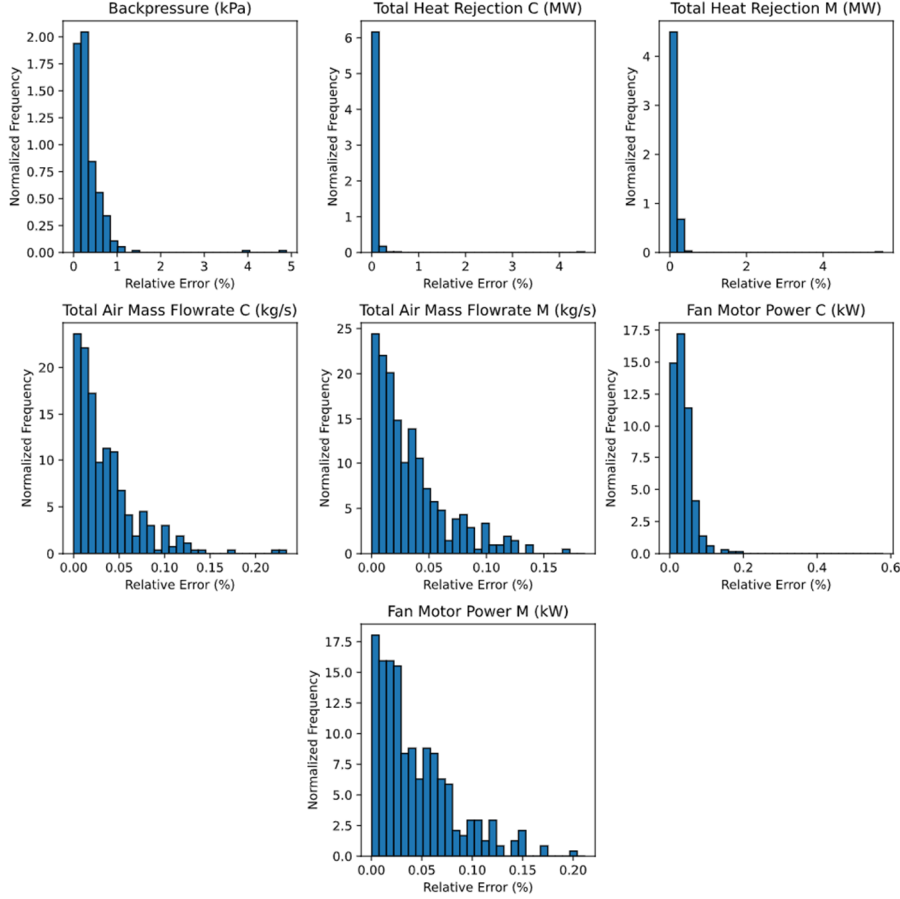 Backpressure (kPa)
Normalized Frequency
2.00
1.75
1.50
1.25
1.00
0.75
0.50
0.25
0.00
0 1 2 3 4 5
Relative Error (%)
Total Heat Rejection C (MW)
Normalized Frequency
6
5
4
3
2
1
0
0 1 2 3 4
Relative Error (%)
Total Heat Rejection M (MW)
Normalized Frequency
4
3
2
1
0
0 2 4
Relative Error (%)
Total Air Mass Flowrate C (kg/s)
Normalized Frequency
20
15
10
5
0
0.00 0.05 0.10 0.15 0.20
Relative Error (%)
Total Air Mass Flowrate M (kg/s)
Normalized Frequency
25
20
15
10
5
0
0.00 0.05 0.10 0.15
Relative Error (%)
Fan Motor Power C (kW)
Normalized Frequency
17.5
15.0
12.5
10.0
7.5
5.0
2.5
0.0
0.0 0.2 0.4 0.6
Relative Error (%)
Fan Motor Power M (kW)
Normalized Frequency
17.5
15.0
12.5
10.0
7.5
5.0
2.5
0.0
0.00 0.05 0.10 0.15 0.20
Relative Error (%)